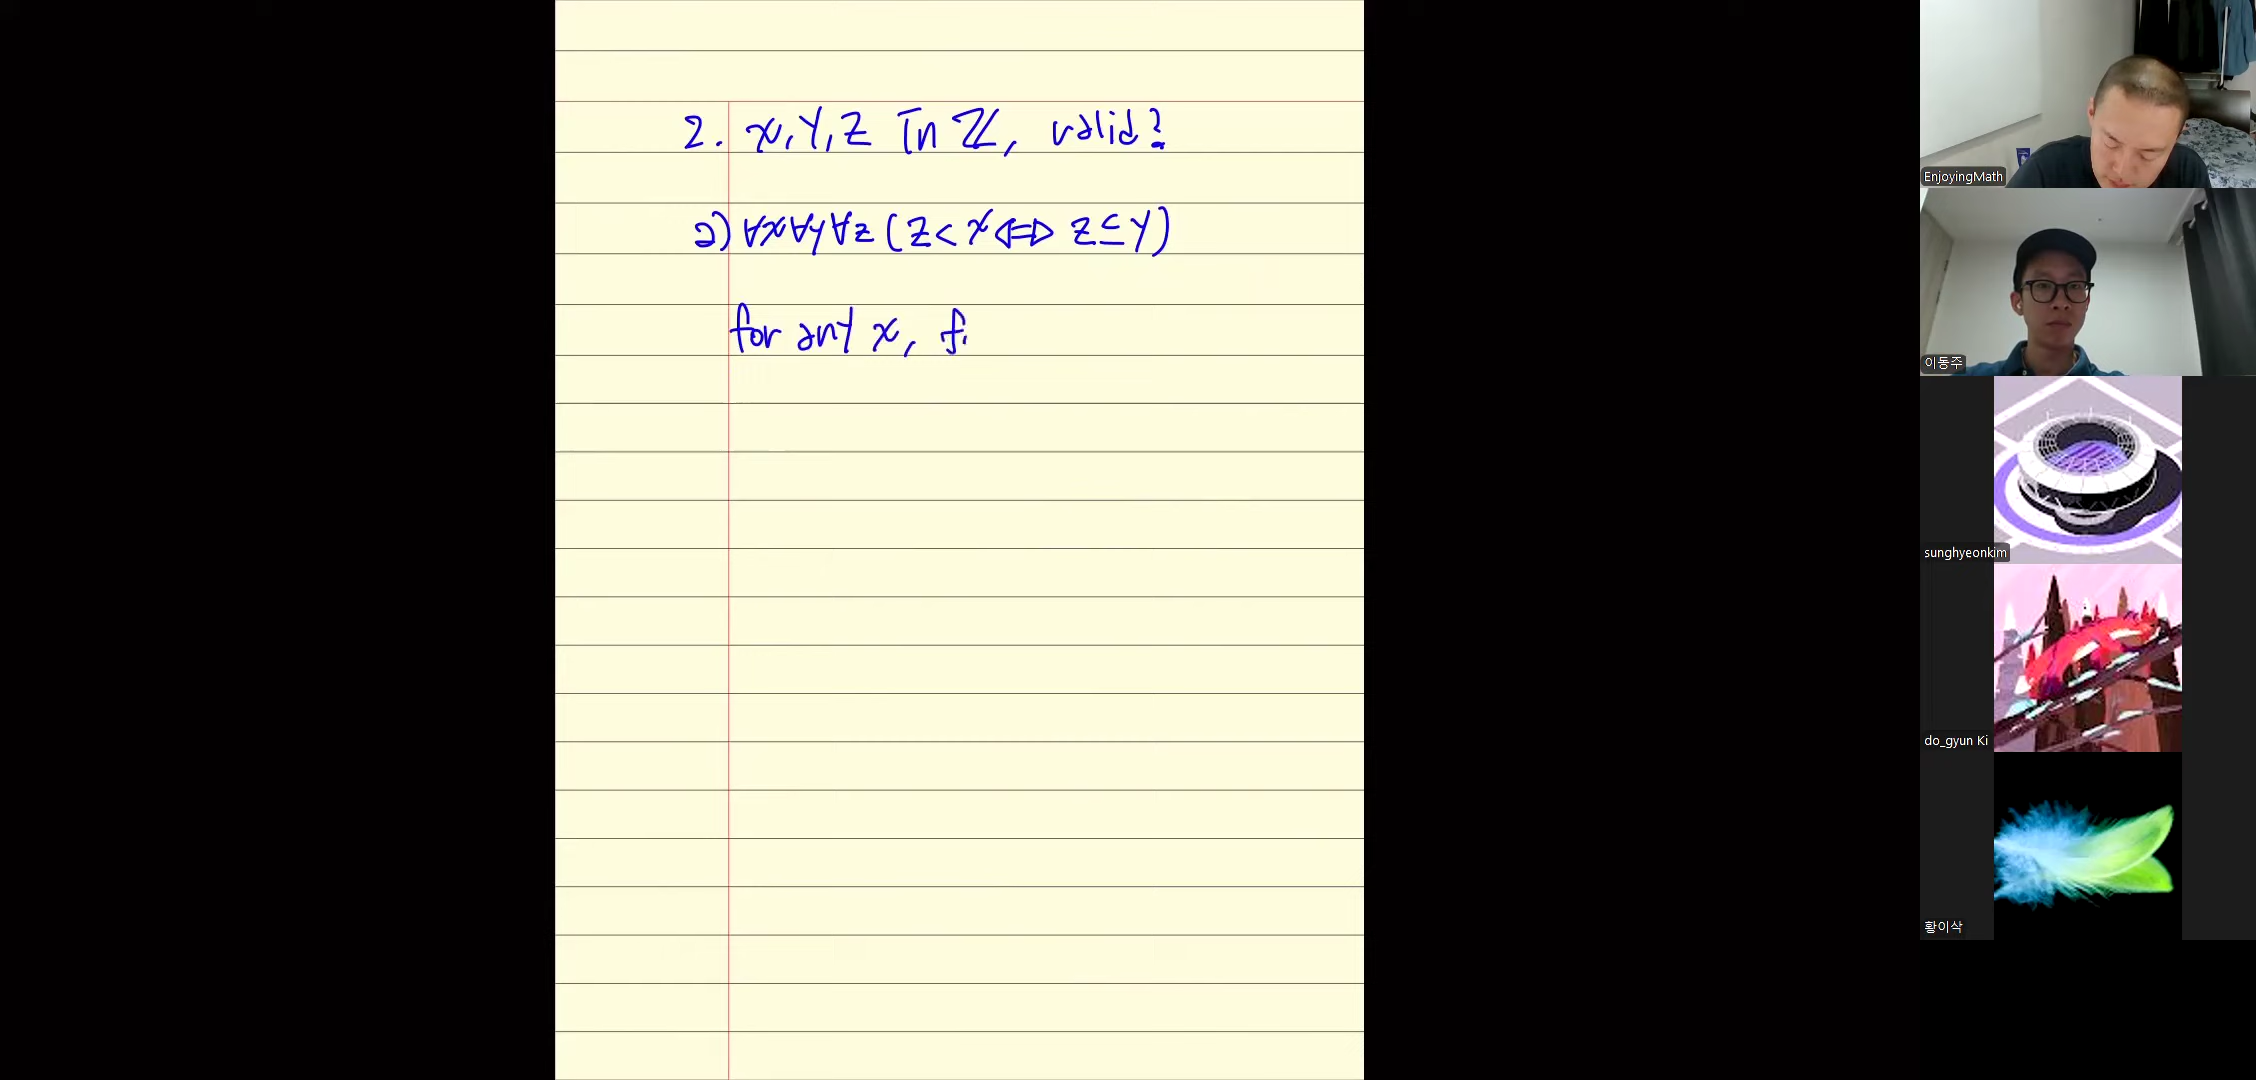 2. x, y, z in ℤ, valid?
a) ∀x∀y∀z (z < x ⇔ z ≤ y)
for any x, f
EnjoyingMath
이동주
sunghyeonkim
do_gyun Ki
황이삭